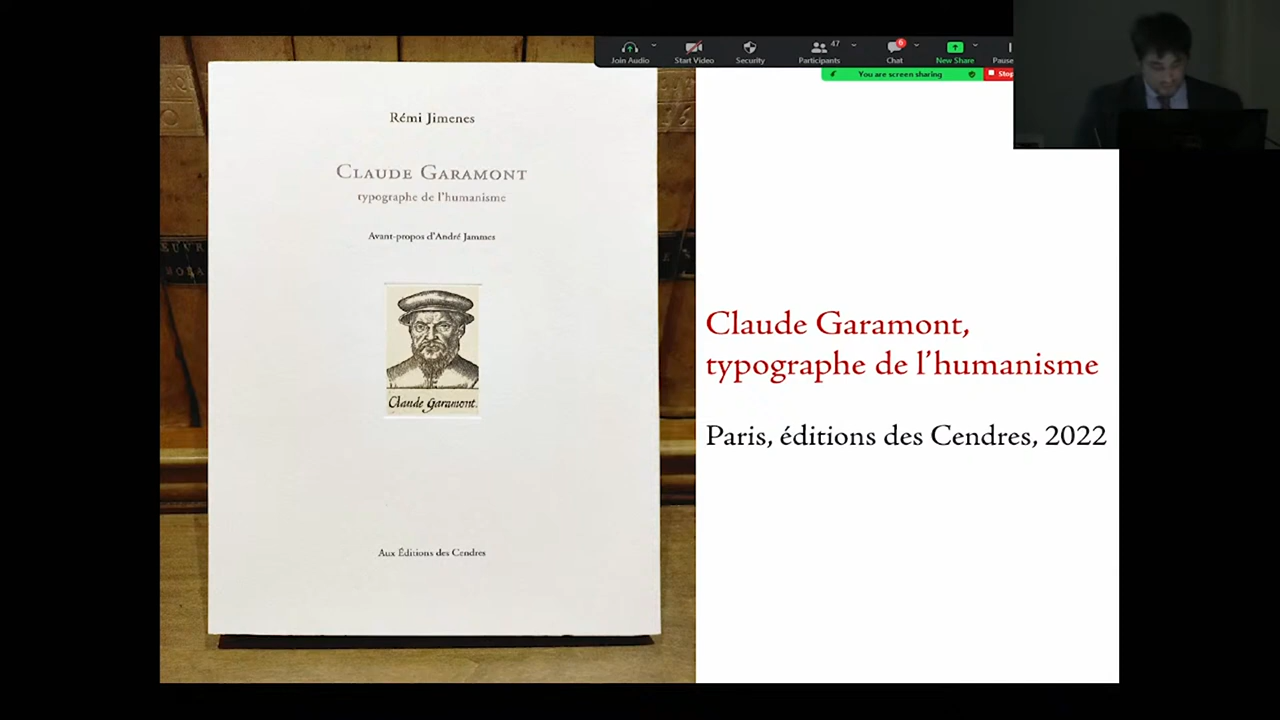 Join Audio
Start Video
Security
47
Participants
6
Chat
New Share
You are screen sharing
Rémi Jimenes
CLAUDE GARAMONT
typographe de l'humanisme
Avant-propos d'André Jammes
Claude Garamont.
Aux Éditions des Cendres
Claude Garamont,
typographe de l'humanisme
Paris, éditions des Cendres, 2022